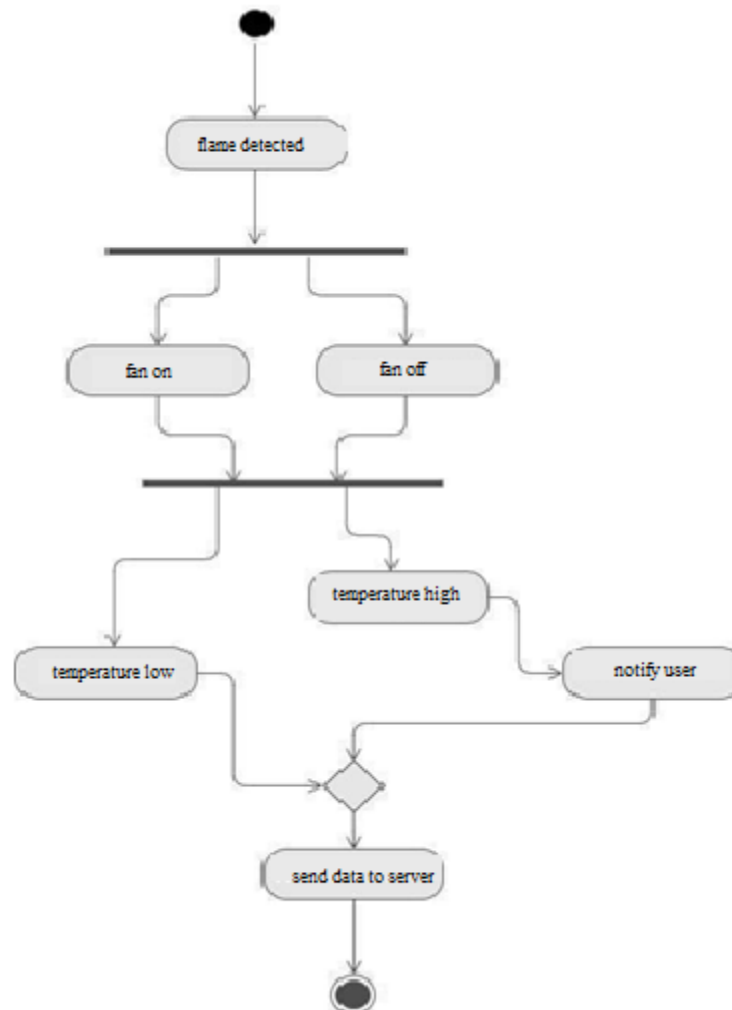 flame detected
fan on
fan off
temperature high
temperature low
notify user
send data to server